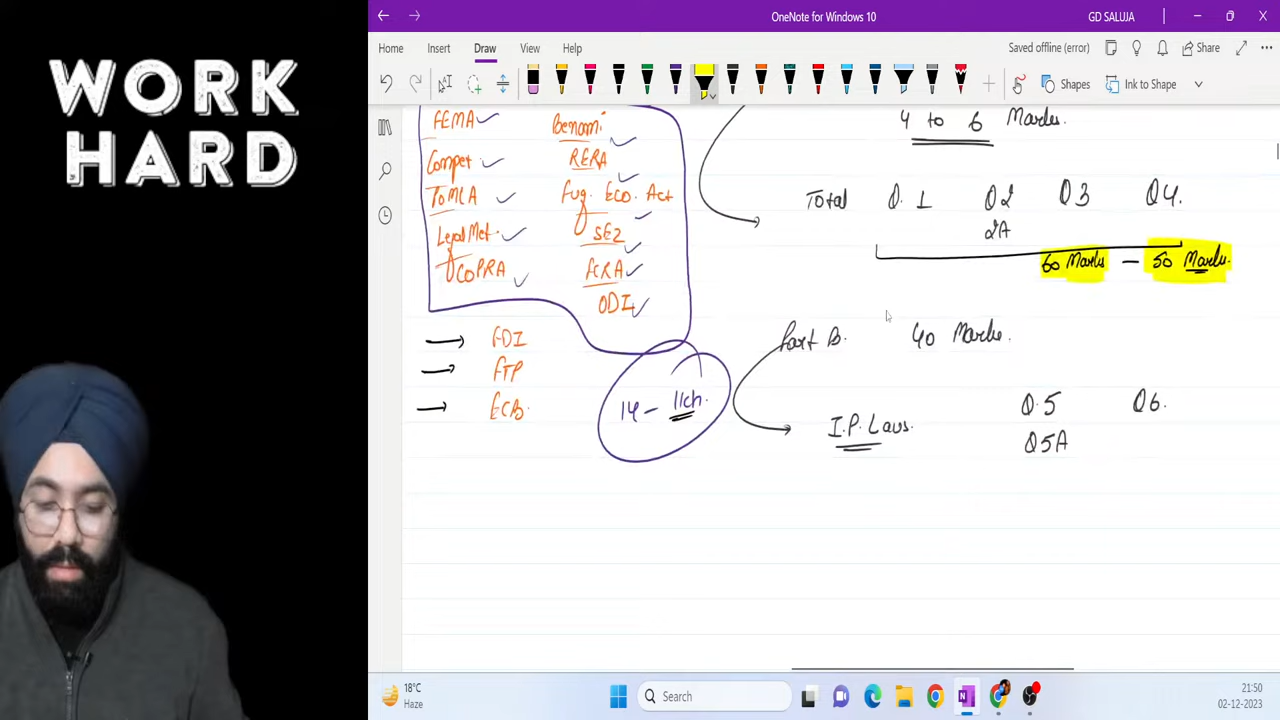 WORK
HARD
OneNote for Windows 10
GD SALUJA
Home Insert Draw View Help
Saved offline (error)
Share
Shapes
Ink to Shape
FEMA
Compet
ToMCA
Legal Met.
COPRA
Benami
RERA
Fug. Eco. Act
SEZ
FCRA
ODI
→ FDI
→ FTP
→ ECB.
14 - 11ch.
4 to 6 Marks.
Total Q. 1 Q2 Q3 Q4.
2A
60 Marks - 50 Marks.
Part B. 40 Marks.
I.P. Laws. Q.5 Q6.
Q5A
18°C
Haze
Search
21:50
02-12-2023